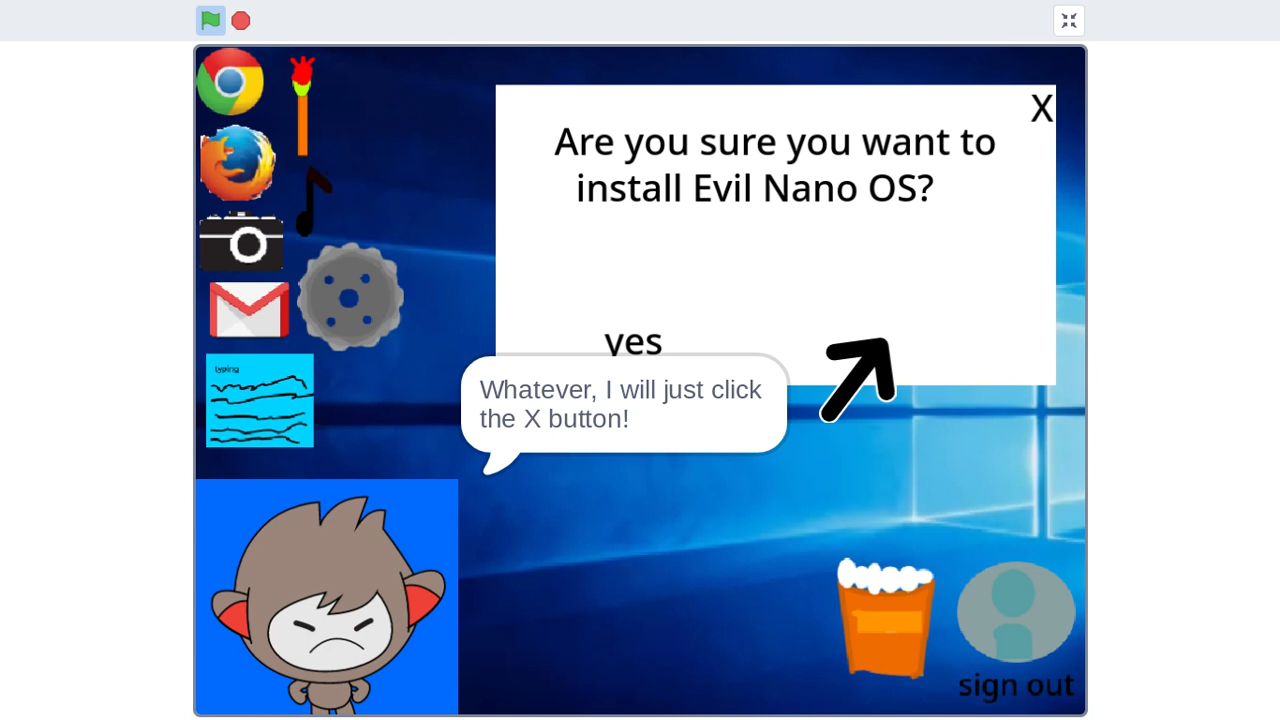 X
Are you sure you want to
install Evil Nano OS?
yes
Whatever, I will just click
the X button!
typing
sign out